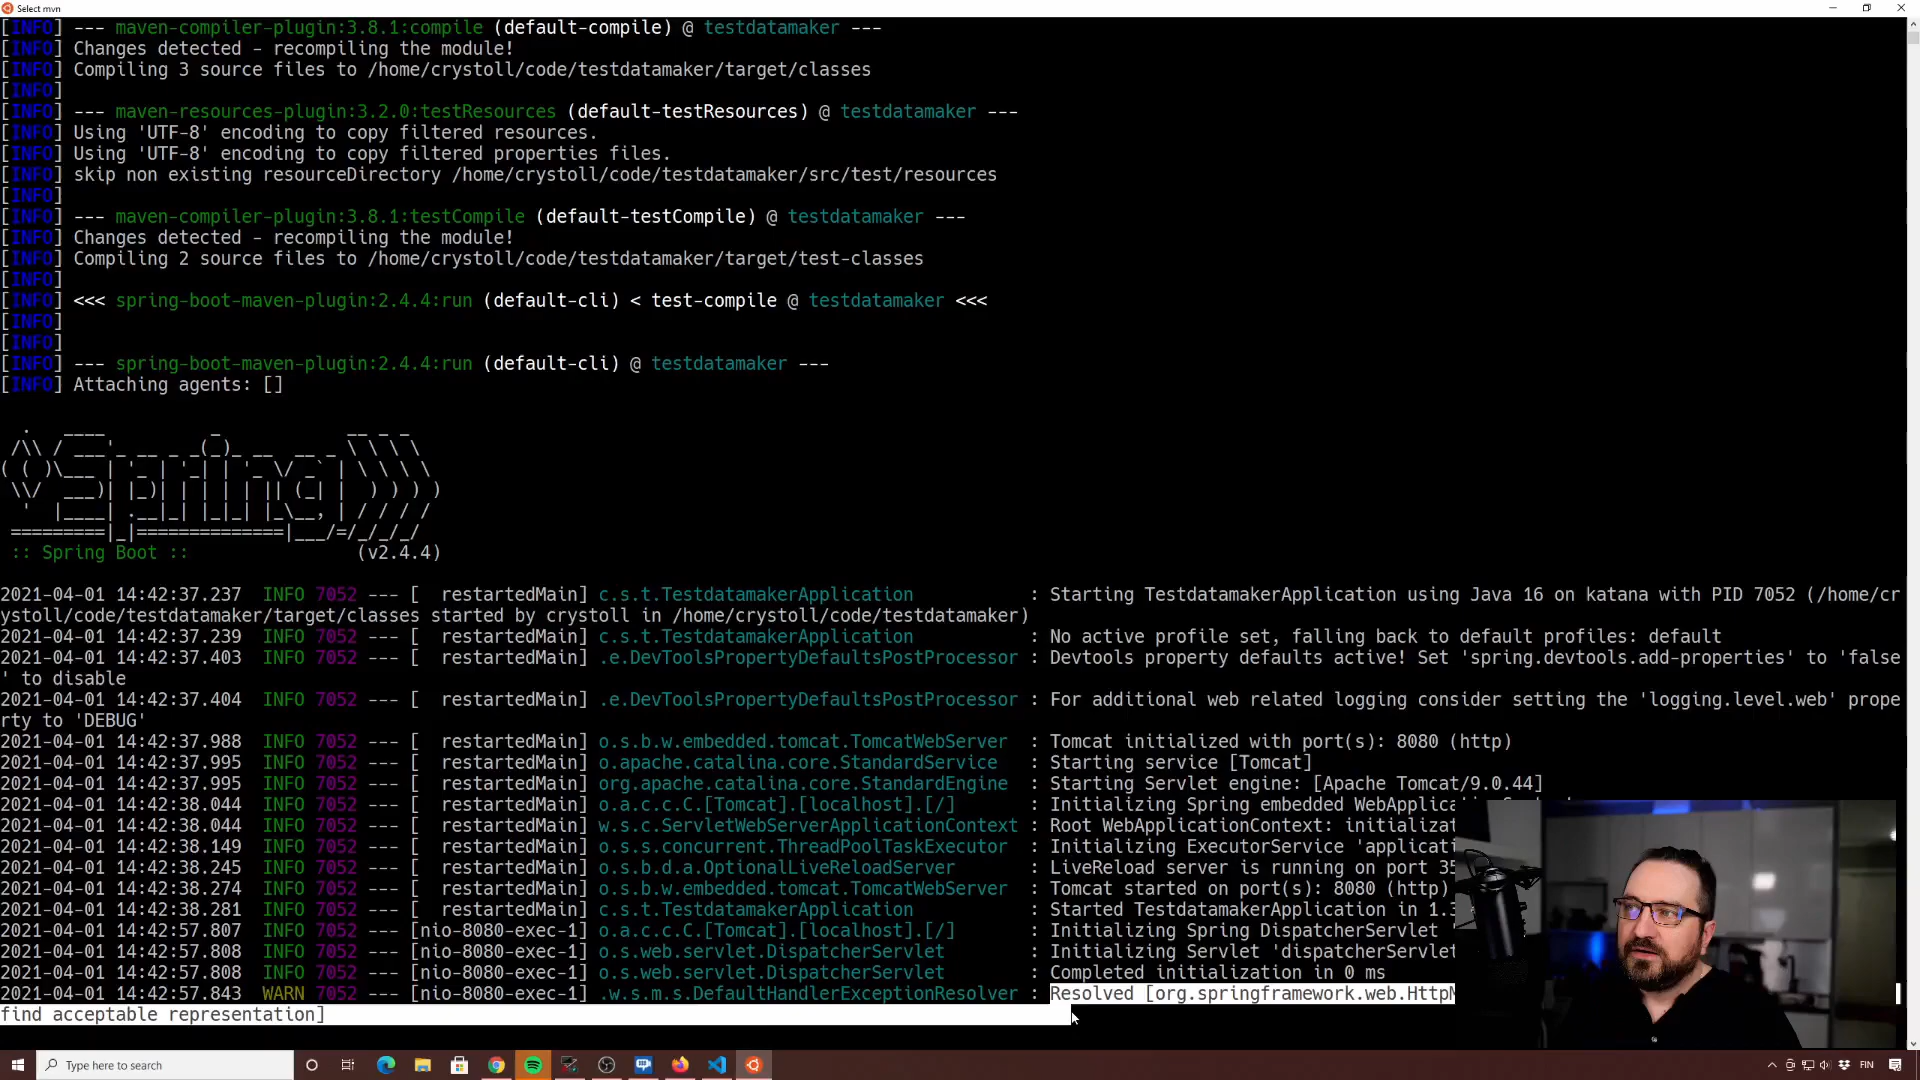 Select mvn
[INFO] --- maven-compiler-plugin:3.8.1:compile (default-compile) @ testdatamaker ---
[INFO] Changes detected - recompiling the module!
[INFO] Compiling 3 source files to /home/crystoll/code/testdatamaker/target/classes
[INFO]
[INFO] --- maven-resources-plugin:3.2.0:testResources (default-testResources) @ testdatamaker ---
[INFO] Using 'UTF-8' encoding to copy filtered resources.
[INFO] Using 'UTF-8' encoding to copy filtered properties files.
[INFO] skip non existing resourceDirectory /home/crystoll/code/testdatamaker/src/test/resources
[INFO]
[INFO] --- maven-compiler-plugin:3.8.1:testCompile (default-testCompile) @ testdatamaker ---
[INFO] Changes detected - recompiling the module!
[INFO] Compiling 2 source files to /home/crystoll/code/testdatamaker/target/test-classes
[INFO]
[INFO] <<< spring-boot-maven-plugin:2.4.4:run (default-cli) < test-compile @ testdatamaker <<<
[INFO]
[INFO]
[INFO] --- spring-boot-maven-plugin:2.4.4:run (default-cli) @ testdatamaker ---
[INFO] Attaching agents: []
Spring
:: Spring Boot :: (v2.4.4)
2021-04-01 14:42:37.237 INFO 7052 --- [ restartedMain] c.s.t.TestdatamakerApplication : Starting TestdatamakerApplication using Java 16 on katana with PID 7052 (/home/cr
ystoll/code/testdatamaker/target/classes started by crystoll in /home/crystoll/code/testdatamaker)
2021-04-01 14:42:37.239 INFO 7052 --- [ restartedMain] c.s.t.TestdatamakerApplication : No active profile set, falling back to default profiles: default
2021-04-01 14:42:37.403 INFO 7052 --- [ restartedMain] .e.DevToolsPropertyDefaultsPostProcessor : Devtools property defaults active! Set 'spring.devtools.add-properties' to 'false
' to disable
2021-04-01 14:42:37.404 INFO 7052 --- [ restartedMain] .e.DevToolsPropertyDefaultsPostProcessor : For additional web related logging consider setting the 'logging.level.web' prope
rty to 'DEBUG'
2021-04-01 14:42:37.988 INFO 7052 --- [ restartedMain] o.s.b.w.embedded.tomcat.TomcatWebServer : Tomcat initialized with port(s): 8080 (http)
2021-04-01 14:42:37.995 INFO 7052 --- [ restartedMain] o.apache.catalina.core.StandardService : Starting service [Tomcat]
2021-04-01 14:42:37.995 INFO 7052 --- [ restartedMain] org.apache.catalina.core.StandardEngine : Starting Servlet engine: [Apache Tomcat/9.0.44]
2021-04-01 14:42:38.044 INFO 7052 --- [ restartedMain] o.a.c.c.C.[Tomcat].[localhost].[/] : Initializing Spring embedded WebApplica
2021-04-01 14:42:38.044 INFO 7052 --- [ restartedMain] w.s.c.ServletWebServerApplicationContext : Root WebApplicationContext: initializat
2021-04-01 14:42:38.149 INFO 7052 --- [ restartedMain] o.s.s.concurrent.ThreadPoolTaskExecutor : Initializing ExecutorService 'applicati
2021-04-01 14:42:38.245 INFO 7052 --- [ restartedMain] o.s.b.d.a.OptionalLiveReloadServer : LiveReload server is running on port 35
2021-04-01 14:42:38.274 INFO 7052 --- [ restartedMain] o.s.b.w.embedded.tomcat.TomcatWebServer : Tomcat started on port(s): 8080 (http)
2021-04-01 14:42:38.281 INFO 7052 --- [ restartedMain] c.s.t.TestdatamakerApplication : Started TestdatamakerApplication in 1.3
2021-04-01 14:42:57.807 INFO 7052 --- [nio-8080-exec-1] o.a.c.c.C.[Tomcat].[localhost].[/] : Initializing Spring DispatcherServlet '
2021-04-01 14:42:57.808 INFO 7052 --- [nio-8080-exec-1] o.s.web.servlet.DispatcherServlet : Initializing Servlet 'dispatcherServlet
2021-04-01 14:42:57.808 INFO 7052 --- [nio-8080-exec-1] o.s.web.servlet.DispatcherServlet : Completed initialization in 0 ms
2021-04-01 14:42:57.843 WARN 7052 --- [nio-8080-exec-1] .w.s.m.s.DefaultHandlerExceptionResolver : Resolved [org.springframework.web.HttpM
find acceptable representation]
Type here to search
FIN